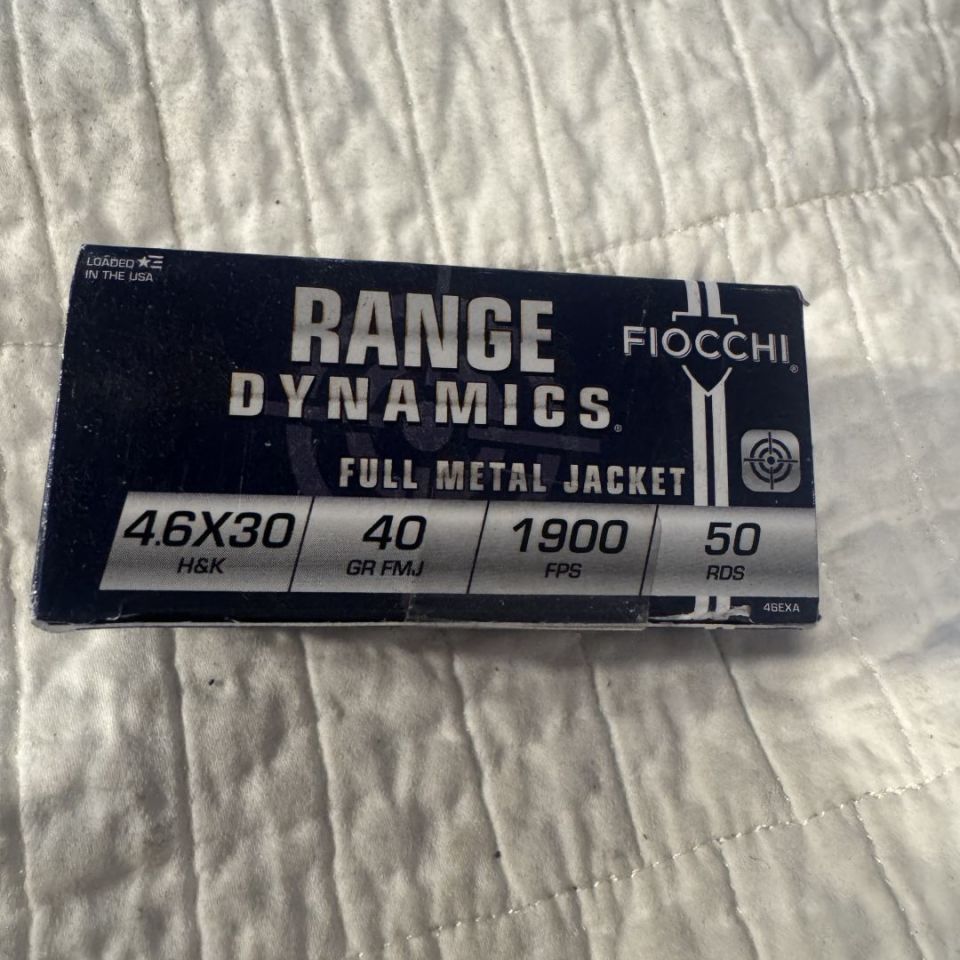 LOADED
IN THE USA
RANGE
DYNAMICS®
FIOCCHI®
FULL METAL JACKET
4.6X30
H&K
40
GR FMJ
1900
FPS
50
RDS
46EXA